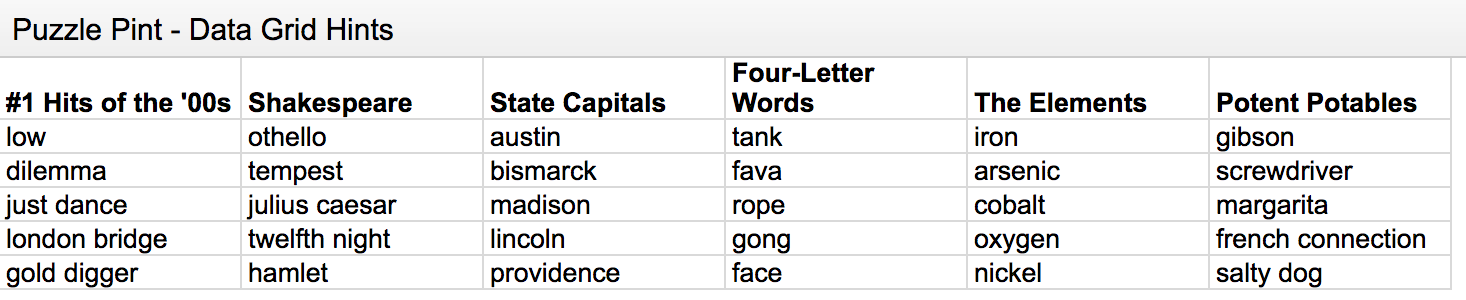 Puzzle Pint - Data Grid Hints
#1 Hits of the '00s Shakespeare State Capitals Four-Letter Words The Elements Potent Potables
low othello austin tank iron gibson
dilemma tempest bismarck fava arsenic screwdriver
just dance julius caesar madison rope cobalt margarita
london bridge twelfth night lincoln gong oxygen french connection
gold digger hamlet providence face nickel salty dog